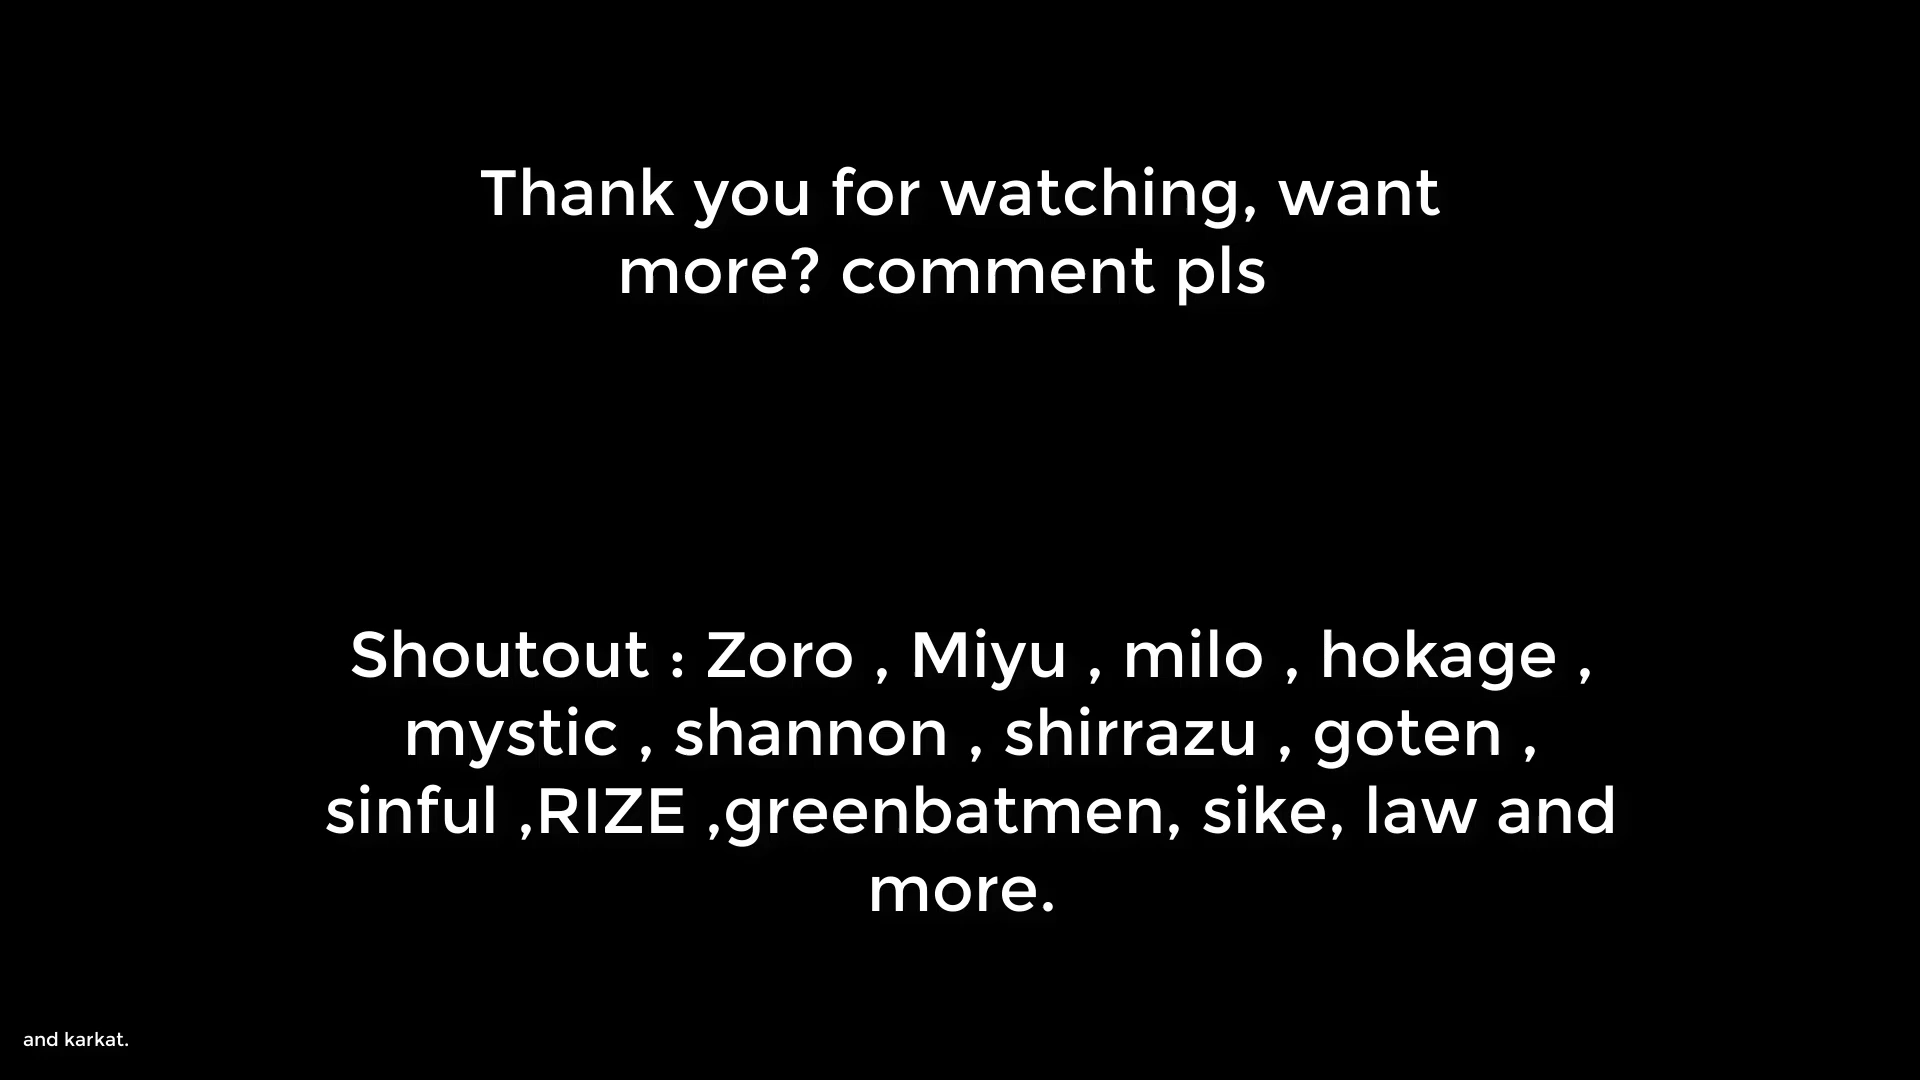 Thank you for watching, want
more? comment pls
Shoutout : Zoro , Miyu , milo , hokage ,
mystic , shannon , shirrazu , goten ,
sinful ,RIZE ,greenbatmen, sike, law and
more.
and karkat.